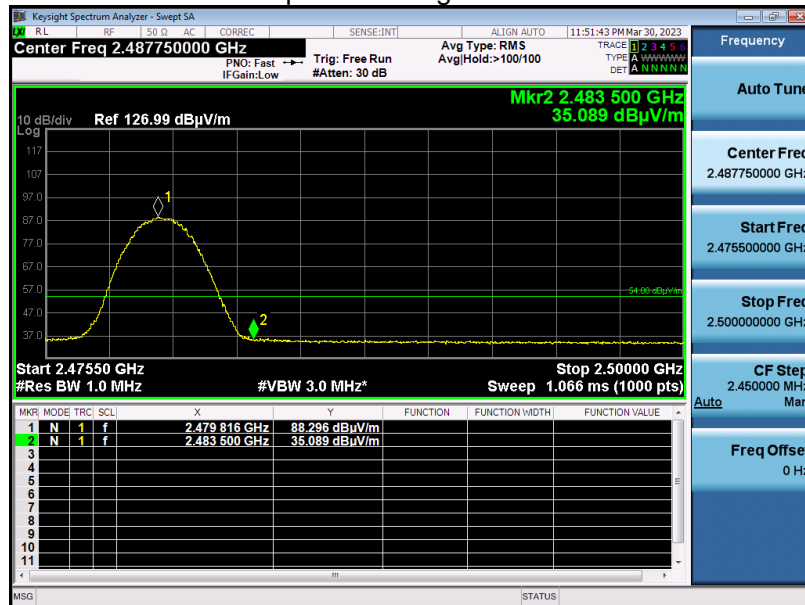 Keysight Spectrum Analyzer - Swept SA
LXI RL RF 50 Ω AC CORREC SENSE:INT ALIGN AUTO 11:51:43 PM Mar 30, 2023
Center Freq 2.487750000 GHz
PNO: Fast
IFGain:Low
Trig: Free Run
#Atten: 30 dB
Avg Type: RMS
Avg|Hold:>100/100
TRACE 1 2 3 4 5 6
TYPE A WWWWW
DET A N N N N N
Mkr2 2.483 500 GHz
35.089 dBµV/m
10 dB/div Ref 126.99 dBµV/m
Log
117
107
97.0
87.0
77.0
67.0
57.0
47.0
37.0
1
2
54.00 dBµV/m
Start 2.47550 GHz Stop 2.50000 GHz
#Res BW 1.0 MHz #VBW 3.0 MHz* Sweep 1.066 ms (1000 pts)
MKR MODE TRC SCL X Y FUNCTION FUNCTION WIDTH FUNCTION VALUE
1 N 1 f 2.479 816 GHz 88.296 dBµV/m
2 N 1 f 2.483 500 GHz 35.089 dBµV/m
3
4
5
6
7
8
9
10
11
MSG STATUS
Frequency
Auto Tune
Center Freq
2.487750000 GHz
Start Freq
2.475500000 GHz
Stop Freq
2.500000000 GHz
CF Step
2.450000 MHz
Auto Man
Freq Offset
0 Hz